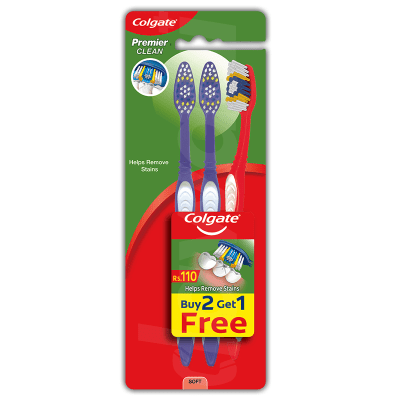 Colgate®
Premier
CLEAN
Helps Remove
Stains
Colgate®
Rs.110
Helps Remove Stains
Buy 2 Get 1
Free
SOFT